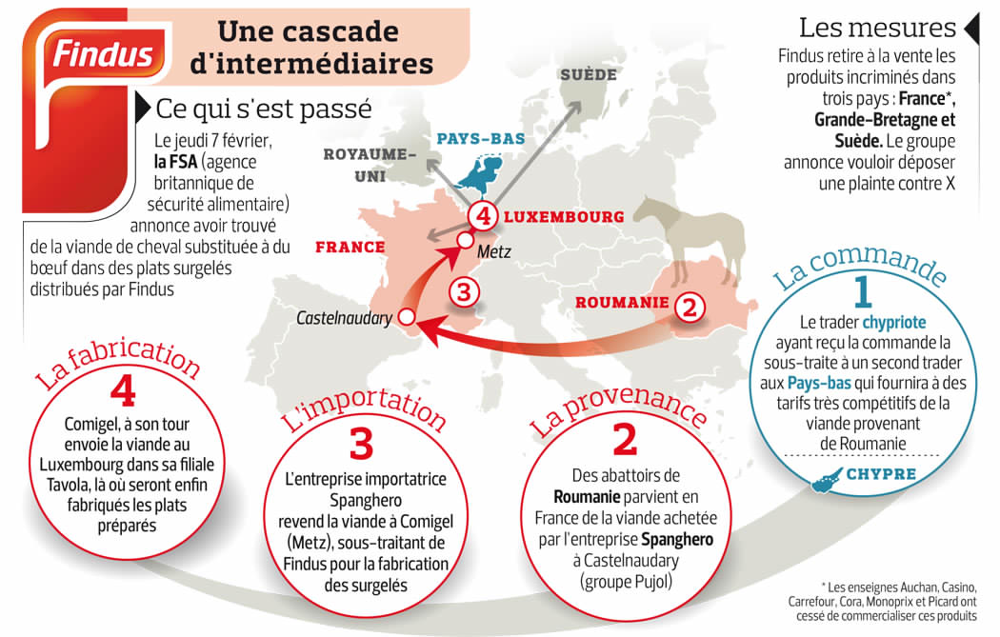 Findus
Une cascade
d'intermédiaires
Ce qui s'est passé
Le jeudi 7 février,
la FSA (agence
britannique de
sécurité alimentaire)
annonce avoir trouvé
de la viande de cheval substituée à du
bœuf dans des plats surgelés
distribués par Findus
Les mesures
Findus retire à la vente les
produits incriminés dans
trois pays : France*,
Grande-Bretagne et
Suède. Le groupe
annonce vouloir déposer
une plainte contre X
SUÈDE
PAYS-BAS
ROYAUME-
UNI
4 LUXEMBOURG
FRANCE
Metz
3
Castelnaudary
ROUMANIE 2
La commande
1
Le trader chypriote
ayant reçu la commande la
sous-traite à un second trader
aux Pays-bas qui fournira à des
tarifs très compétitifs de la
viande provenant
de Roumanie
CHYPRE
La provenance
2
Des abattoirs de
Roumanie parvient en
France de la viande achetée
par l'entreprise Spanghero
à Castelnaudary
(groupe Pujol)
L'importation
3
L'entreprise importatrice
Spanghero
revend la viande à Comigel
(Metz), sous-traitant de
Findus pour la fabrication
des surgelés
La fabrication
4
Comigel, à son tour
envoie la viande au
Luxembourg dans sa filiale
Tavola, là où seront enfin
fabriqués les plats
préparés
* Les enseignes Auchan, Casino,
Carrefour, Cora, Monoprix et Picard ont
cessé de commercialiser ces produits